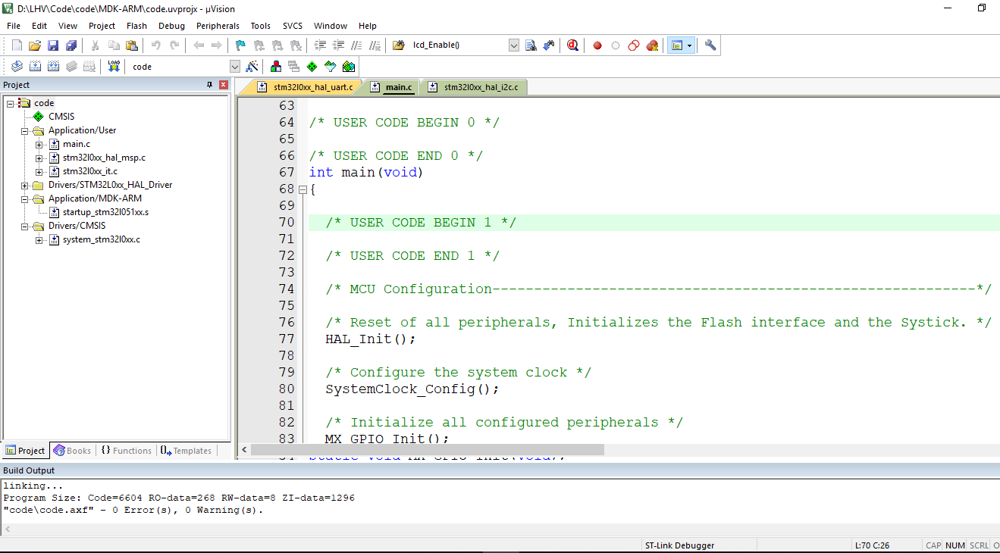 D:\LHV\Code\code\MDK-ARM\code.uvprojx - µVision
File Edit View Project Flash Debug Peripherals Tools SVCS Window Help
lcd_Enable()
LOAD code
Project
stm32l0xx_hal_uart.c main.c stm32l0xx_hal_i2c.c
code
CMSIS
Application/User
main.c
stm32l0xx_hal_msp.c
stm32l0xx_it.c
Drivers/STM32L0xx_HAL_Driver
Application/MDK-ARM
startup_stm32l051xx.s
Drivers/CMSIS
system_stm32l0xx.c
63
64 /* USER CODE BEGIN 0 */
65
66 /* USER CODE END 0 */
67 int main(void)
68 {
69
70 /* USER CODE BEGIN 1 */
71
72 /* USER CODE END 1 */
73
74 /* MCU Configuration----------------------------------------------------------*/
75
76 /* Reset of all peripherals, Initializes the Flash interface and the Systick. */
77 HAL_Init();
78
79 /* Configure the system clock */
80 SystemClock_Config();
81
82 /* Initialize all configured peripherals */
83 MX_GPIO_Init();
Project Books {} Functions Templates
Build Output
linking...
Program Size: Code=6604 RO-data=268 RW-data=8 ZI-data=1296
"code\code.axf" - 0 Error(s), 0 Warning(s).
ST-Link Debugger L:70 C:26 CAP NUM SCRL